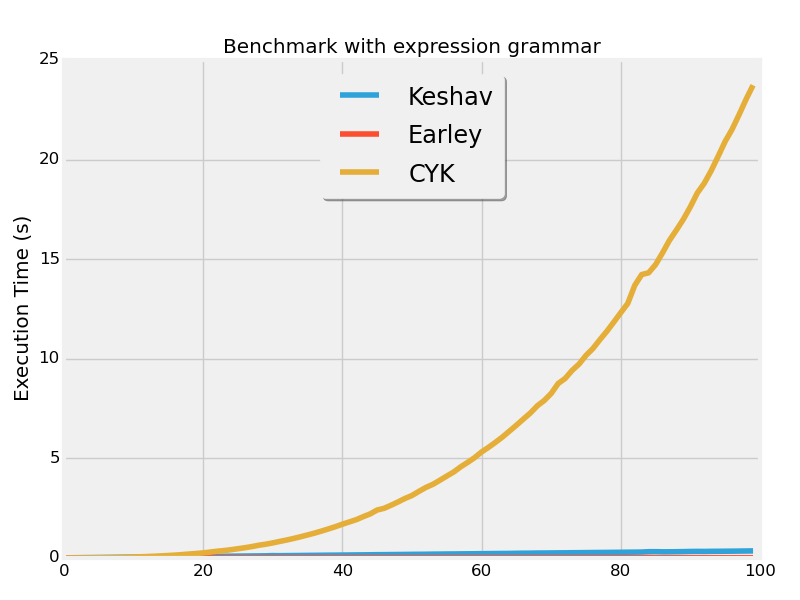 Benchmark with expression grammar
25
20
15
10
5
0
Execution Time (s)
Keshav
Earley
CYK
0 20 40 60 80 100